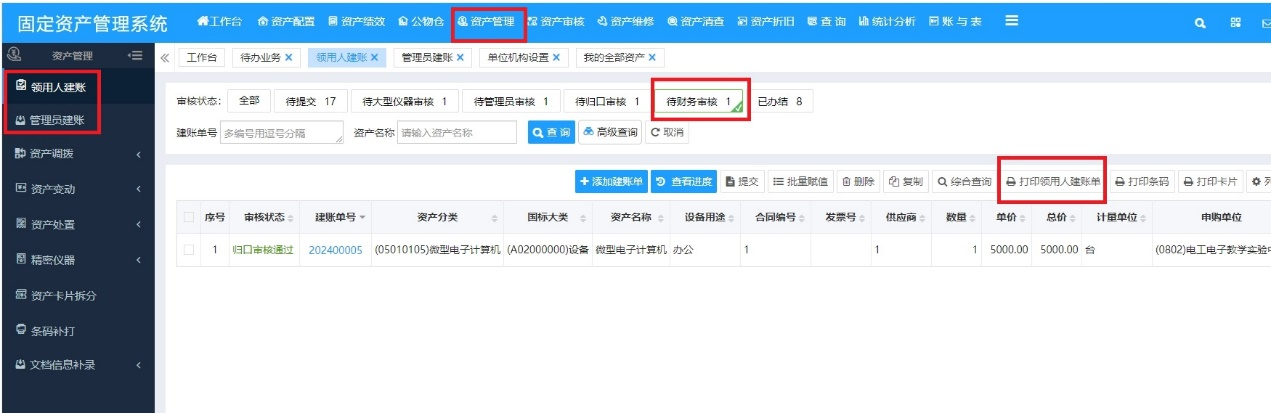 固定资产管理系统 工作台 资产配置 资产绩效 公物仓 资产管理 资产审核 资产维修 资产清查 资产折旧 查询 统计分析 账与表
资产管理 工作台 待办业务 领用人建账 管理员建账 单位机构设置 我的全部资产
领用人建账
管理员建账
资产调拨
资产变动
资产处置
精密仪器
资产卡片拆分
条码补打
文档信息补录
审核状态: 全部 待提交 17 待大型仪器审核 1 待管理员审核 1 待归口审核 1 待财务审核 1 已办结 8
建账单号 多编号用逗号分隔 资产名称 请输入资产名称 查询 高级查询 取消
添加建账单 查看进度 提交 批量赋值 删除 复制 综合查询 打印领用人建账单 打印条码 打印卡片
序号 审核状态 建账单号 资产分类 国标大类 资产名称 设备用途 合同编号 发票号 供应商 数量 单价 总价 计量单位 申购单位
1 归口审核通过 202400005 (05010105)微型电子计算机 (A02000000)设备 微型电子计算机 办公 1 1 1 5000.00 5000.00 台 (0802)电工电子教学实验